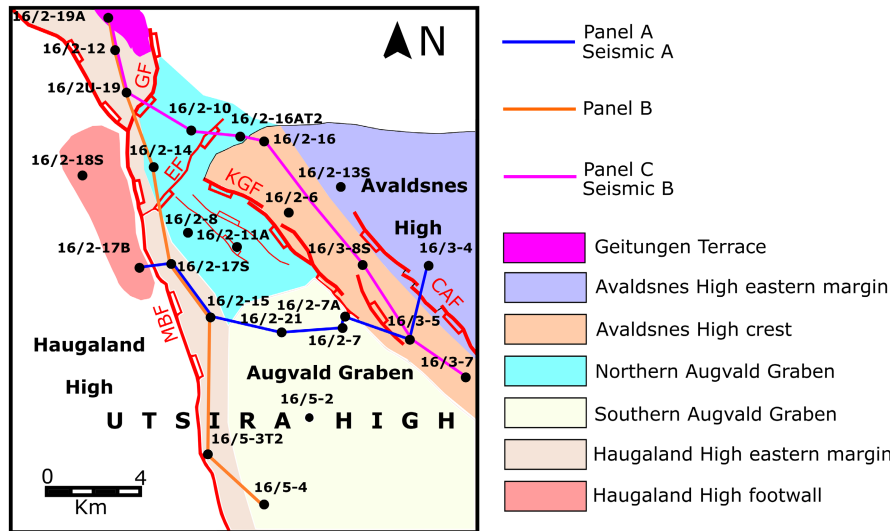 16/2-19A
N
16/2-12
GF
16/2U-19
16/2-10
16/2-16AT2
16/2-16
16/2-14
16/2-18S
EF
16/2-13S
KGF
Avaldsnes
16/2-6
High
16/2-8
16/2-11A
16/2-17B
16/3-8S
16/3-4
16/2-17S
CAF
16/2-15
16/2-7A
MBF
16/2-21
16/3-5
16/2-7
Haugaland
High
16/3-7
Augvald Graben
16/5-2
UTSIRA HIGH
16/5-3T2
0 4
Km
16/5-4
Panel A
Seismic A
Panel B
Panel C
Seismic B
Geitungen Terrace
Avaldsnes High eastern margin
Avaldsnes High crest
Northern Augvald Graben
Southern Augvald Graben
Haugaland High eastern margin
Haugaland High footwall